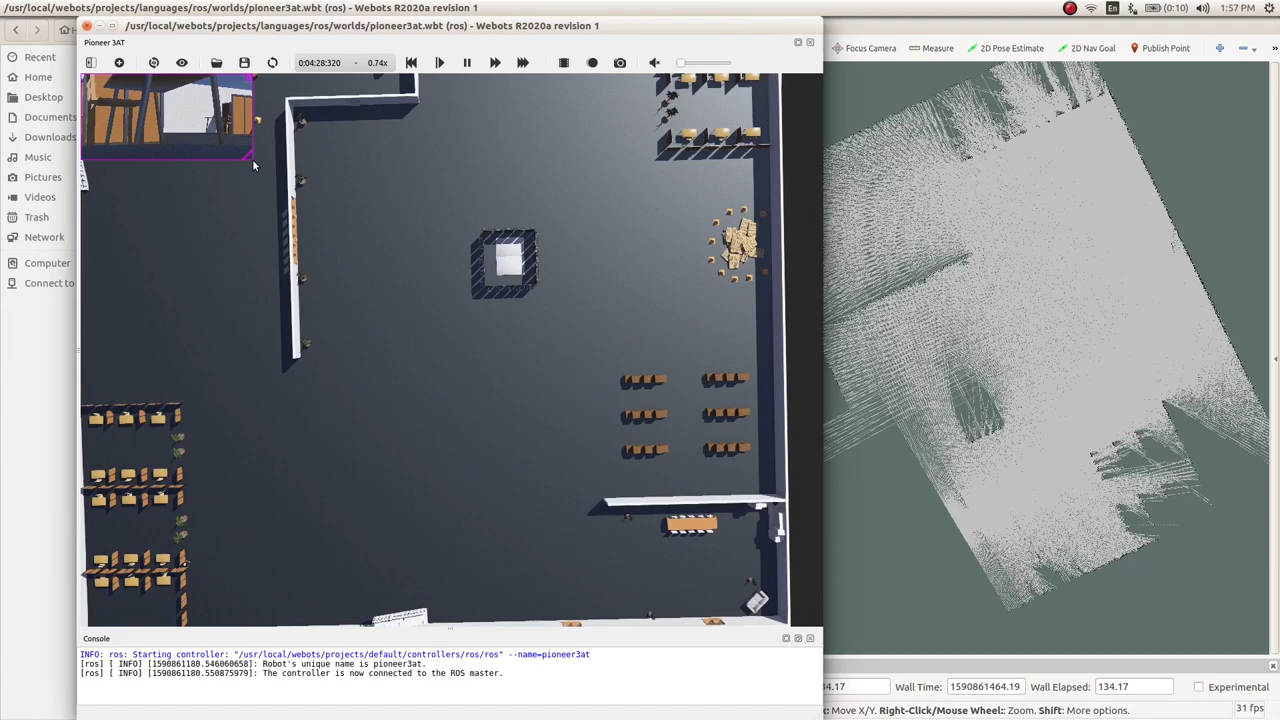 /usr/local/webots/projects/languages/ros/worlds/pioneer3at.wbt (ros) - Webots R2020a revision 1
En
(0:10)
1:57 PM
/usr/local/webots/projects/languages/ros/worlds/pioneer3at.wbt (ros) - Webots R2020a revision 1
Pioneer 3AT
0:04:28:320 - 0.74x
Focus Camera
Measure
2D Pose Estimate
2D Nav Goal
Publish Point
Recent
Home
Desktop
Documents
Downloads
Music
Pictures
Videos
Trash
Network
Computer
Connect to
Console
INFO: ros: Starting controller: "/usr/local/webots/projects/default/controllers/ros/ros" --name=pioneer3at
[ros] [ INFO] [1590861180.546060658]: Robot's unique name is pioneer3at.
[ros] [ INFO] [1590861180.550875979]: The controller is now connected to the ROS master.
34.17
Wall Time:
1590861464.19
Wall Elapsed:
134.17
Experimental
Move X/Y. Right-Click/Mouse Wheel: Zoom. Shift: More options.
31 fps